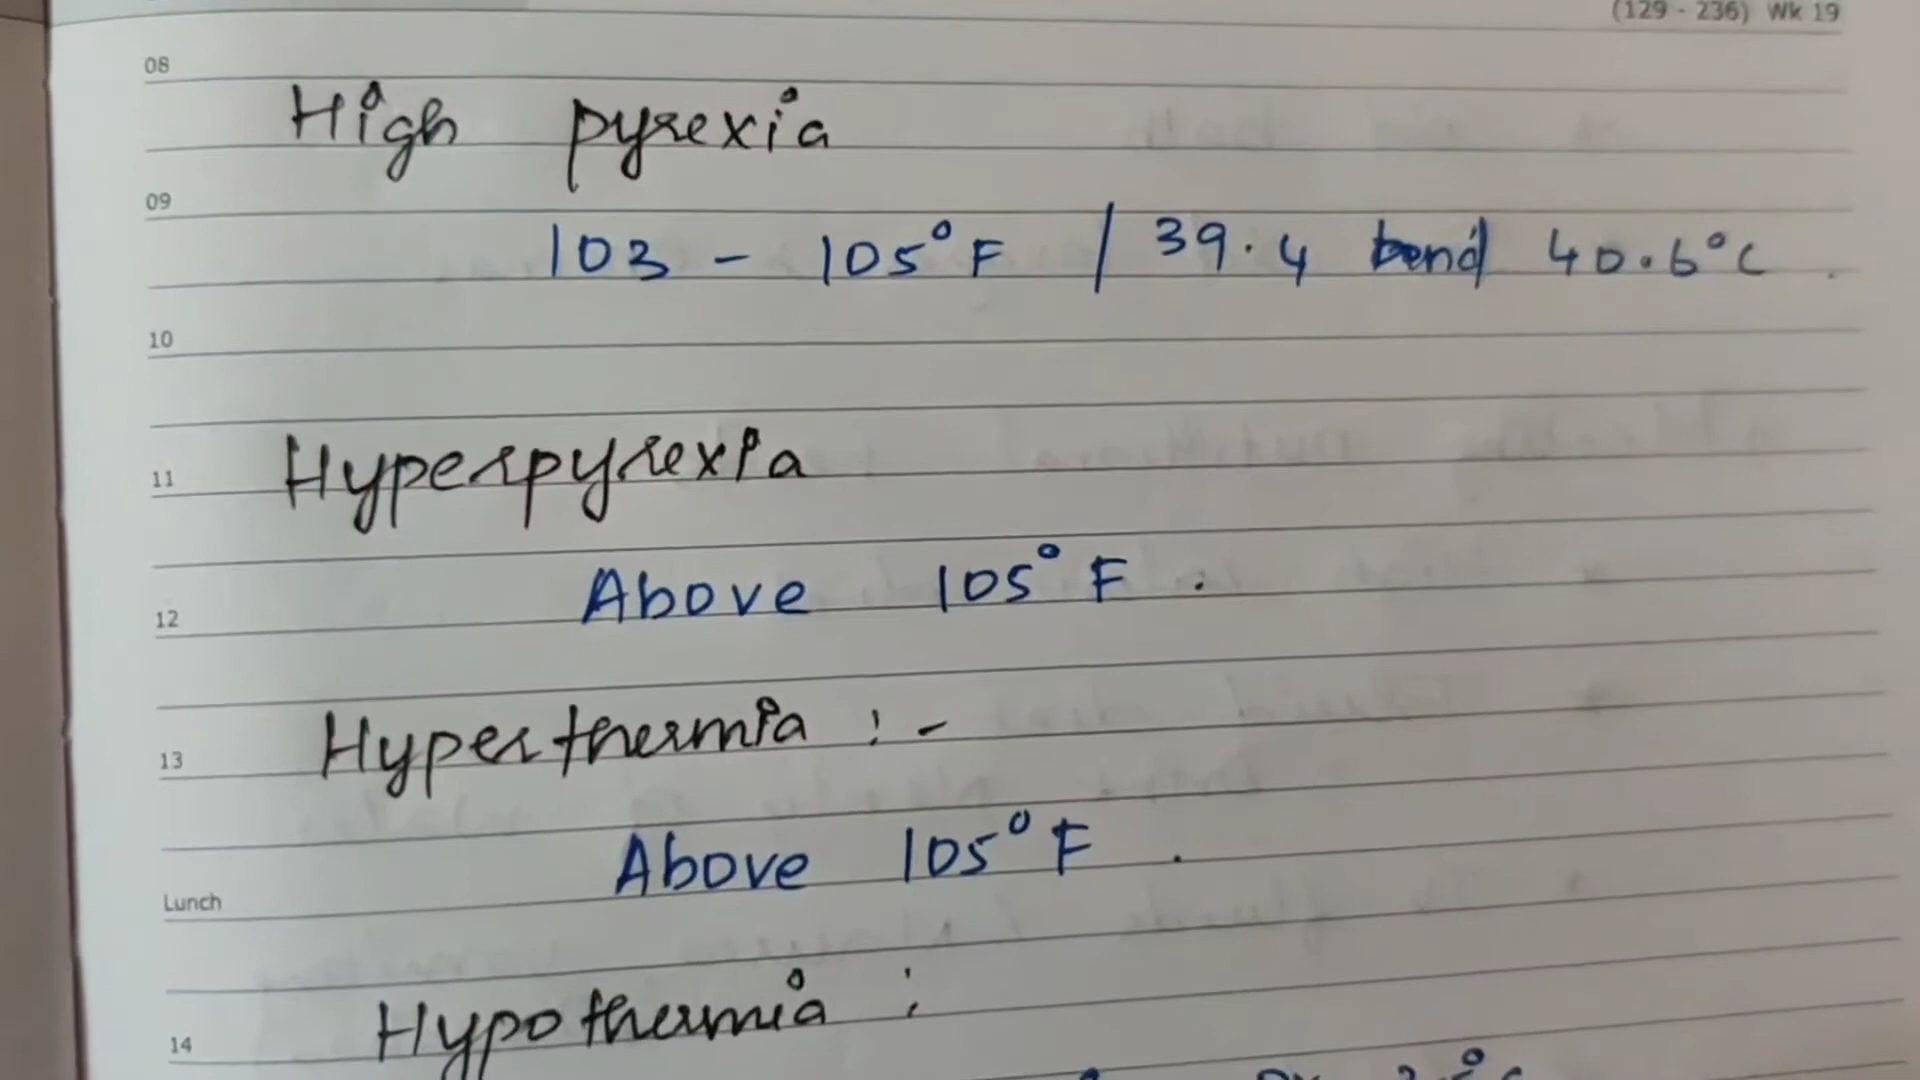 (129 - 236) Wk 19
08
High pyrexia
09
103 - 105°F / 39.4 and 40.6°C
10
11
Hyperpyrexia
Above 105°F.
12
Hyperthermia :-
13
Above 105°F.
Lunch
Hypothermia :
14